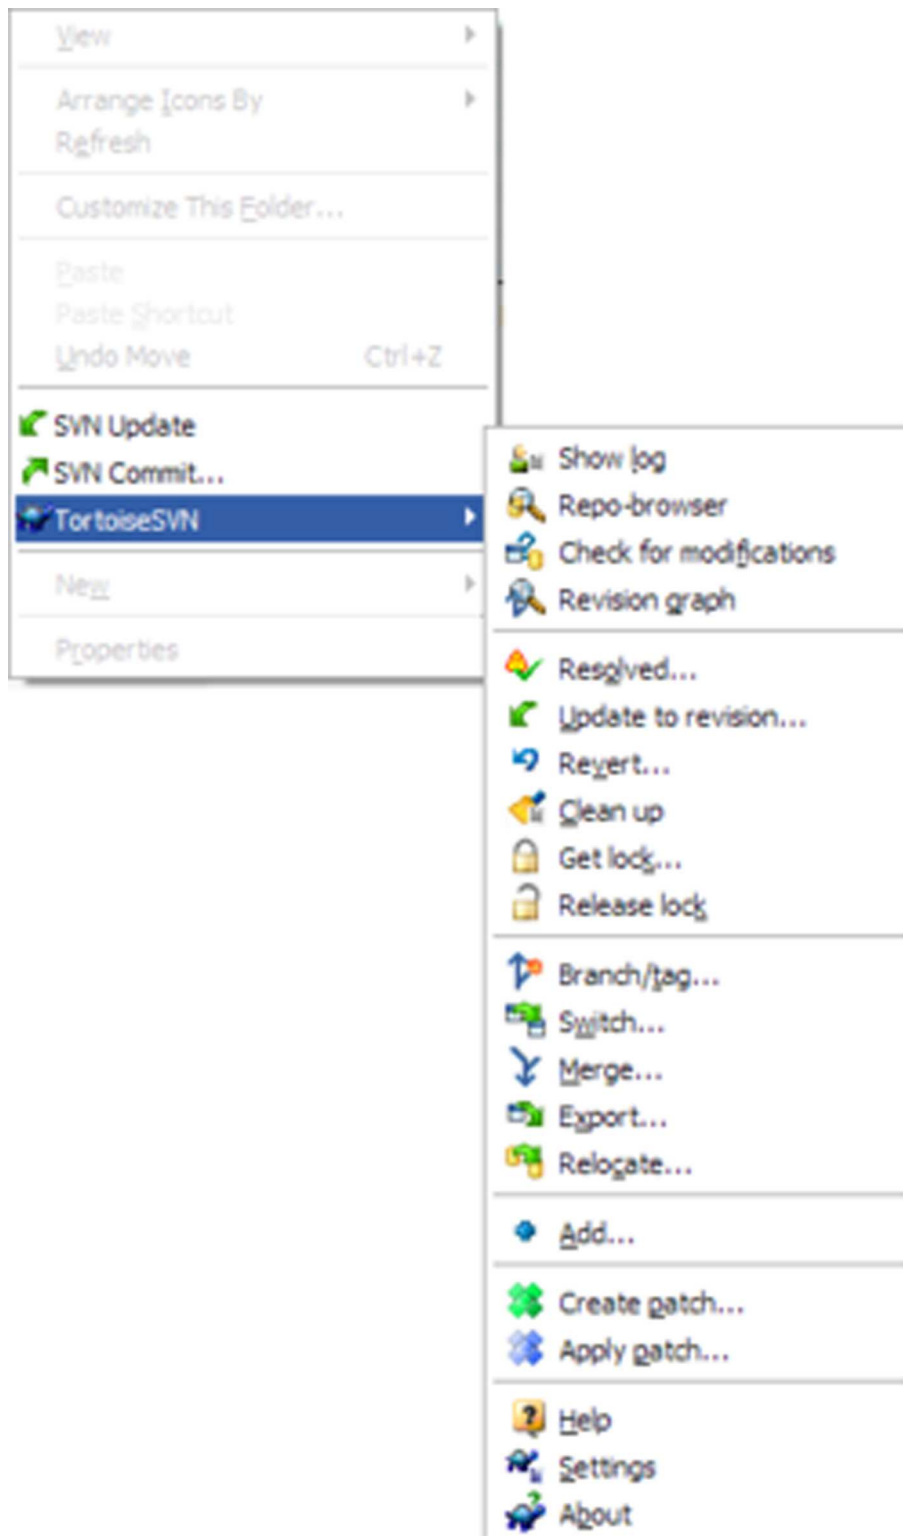 View
Arrange Icons By
Refresh
Customize This Folder...
Paste
Paste Shortcut
Undo Move Ctrl+Z
SVN Update
SVN Commit...
TortoiseSVN
New
Properties
Show log
Repo-browser
Check for modifications
Revision graph
Resolved...
Update to revision...
Revert...
Clean up
Get lock...
Release lock
Branch/tag...
Switch...
Merge...
Export...
Relocate...
Add...
Create patch...
Apply patch...
Help
Settings
About